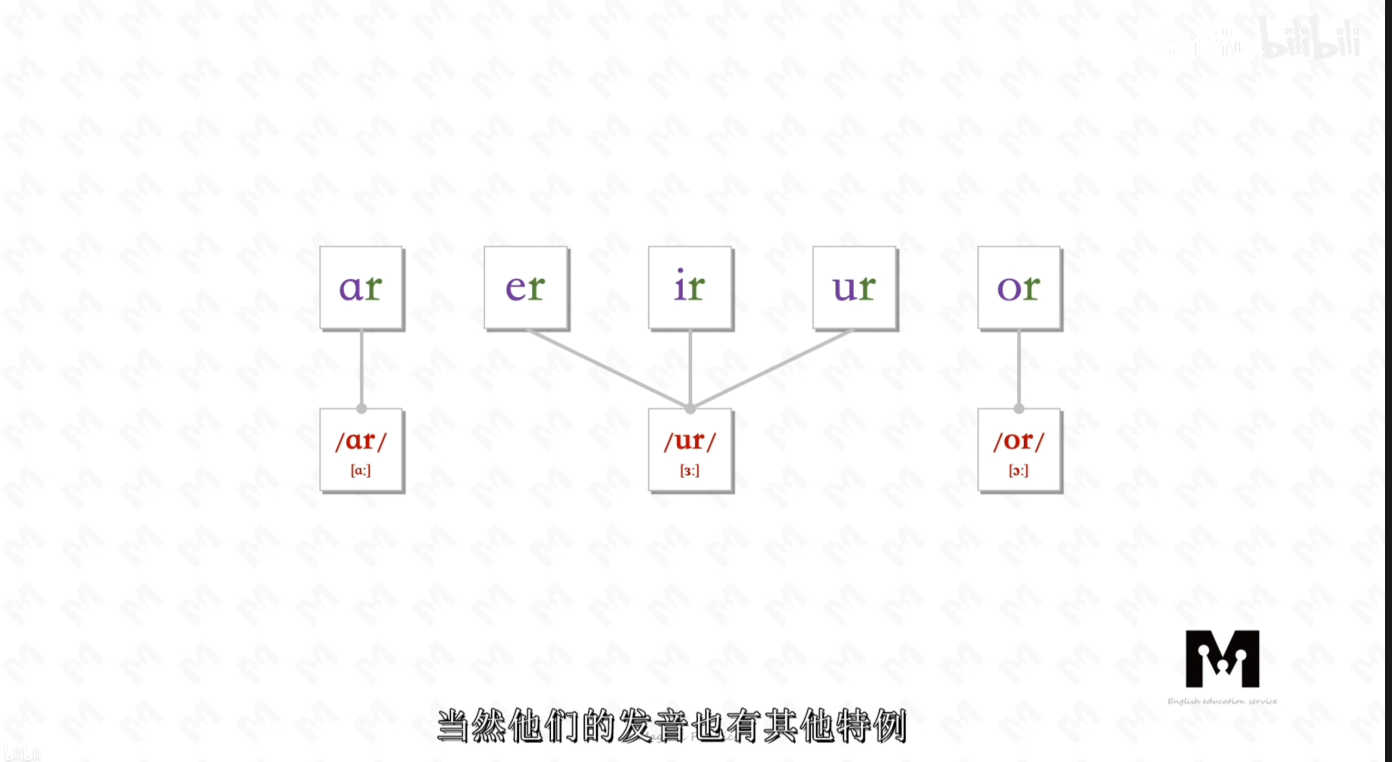 bilibili
ar er ir ur or
/ar/ /ur/ /or/
[ɑ:] [ɜ:] [ɔ:]
M
English education service
当然他们的发音也有其他特例
bilibili